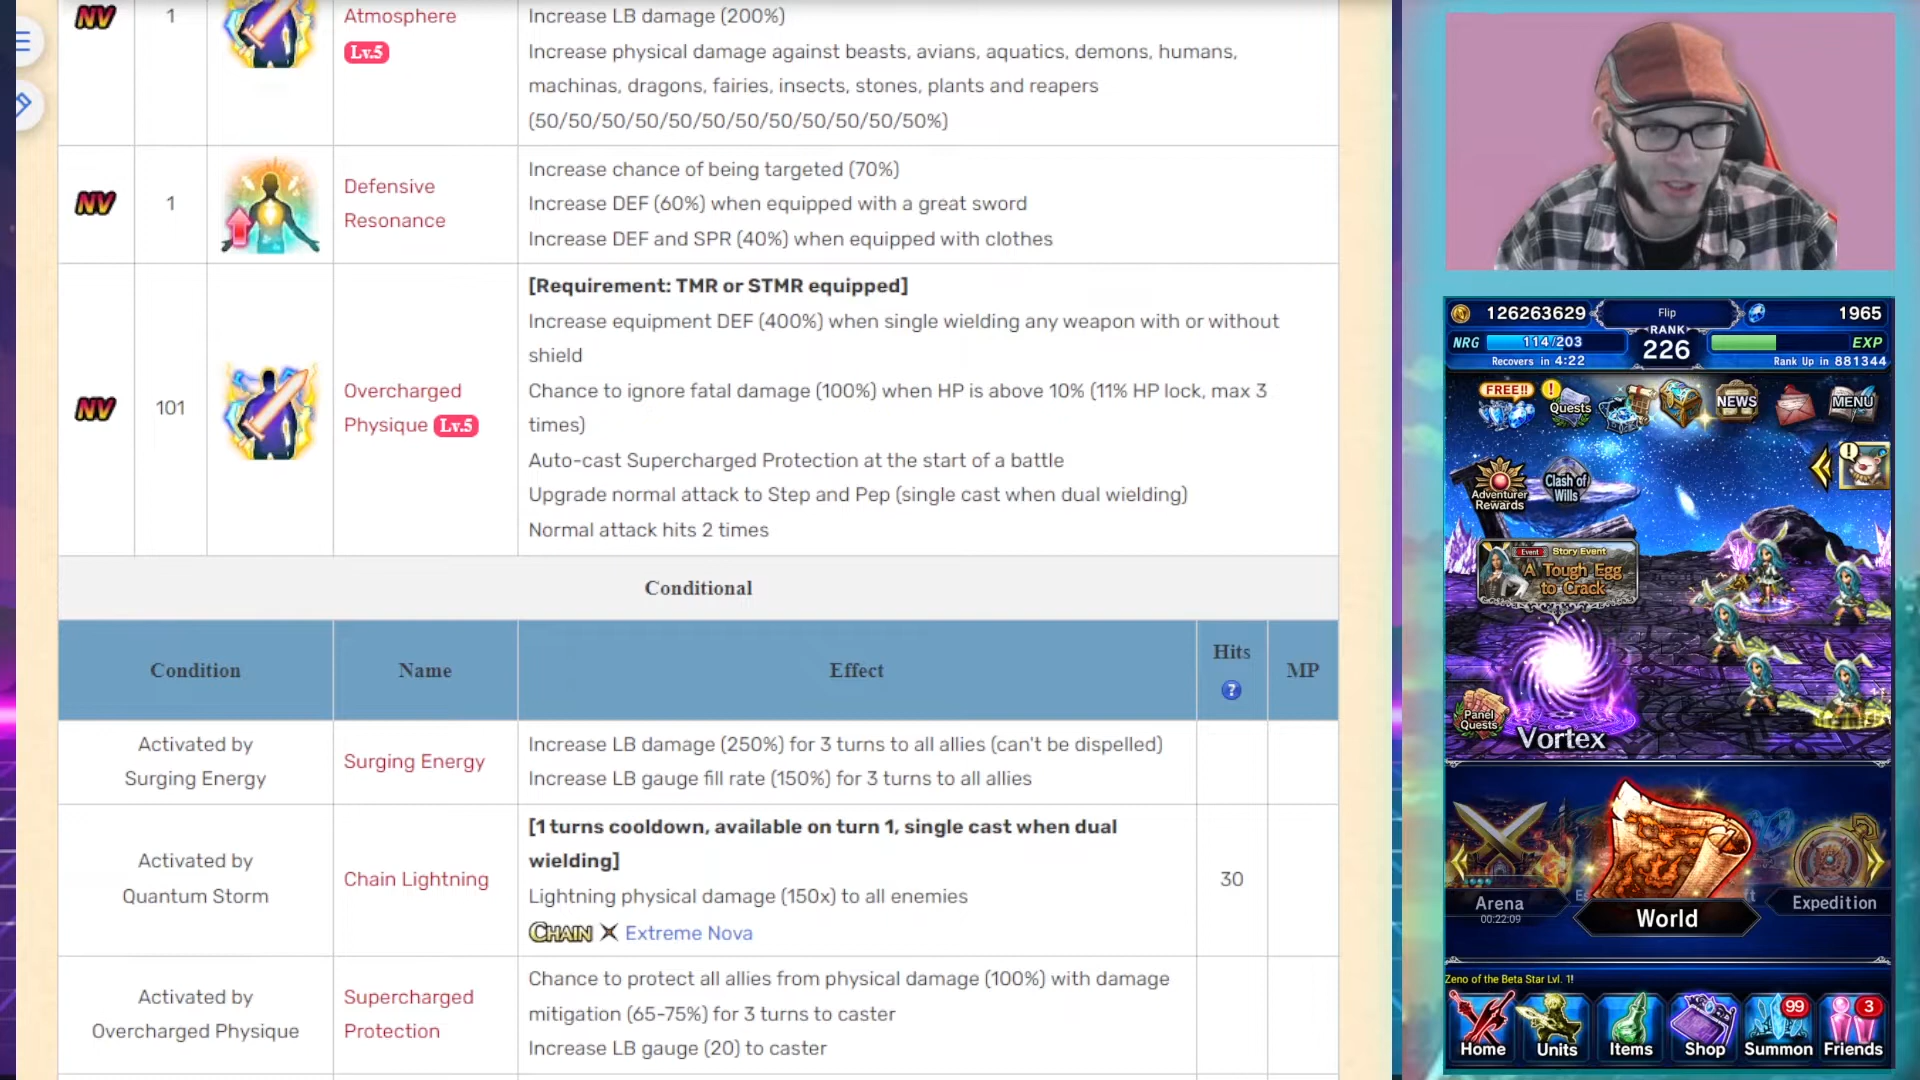 NV
1
Atmosphere
Lv.5
Increase LB damage (200%)
Increase physical damage against beasts, avians, aquatics, demons, humans,
machinas, dragons, fairies, insects, stones, plants and reapers
(50/50/50/50/50/50/50/50/50/50/50/50%)
NV
1
Defensive
Resonance
Increase chance of being targeted (70%)
Increase DEF (60%) when equipped with a great sword
Increase DEF and SPR (40%) when equipped with clothes
NV
101
Overcharged
Physique Lv.5
[Requirement: TMR or STMR equipped]
Increase equipment DEF (400%) when single wielding any weapon with or without
shield
Chance to ignore fatal damage (100%) when HP is above 10% (11% HP lock, max 3
times)
Auto-cast Supercharged Protection at the start of a battle
Upgrade normal attack to Step and Pep (single cast when dual wielding)
Normal attack hits 2 times
Conditional
Condition
Name
Effect
Hits
?
MP
Activated by
Surging Energy
Surging Energy
Increase LB damage (250%) for 3 turns to all allies (can't be dispelled)
Increase LB gauge fill rate (150%) for 3 turns to all allies
Activated by
Quantum Storm
Chain Lightning
[1 turns cooldown, available on turn 1, single cast when dual
wielding]
Lightning physical damage (150x) to all enemies
CHAIN Extreme Nova
30
Activated by
Overcharged Physique
Supercharged
Protection
Chance to protect all allies from physical damage (100%) with damage
mitigation (65-75%) for 3 turns to caster
Increase LB gauge (20) to caster
126263629
Flip
RANK
226
1965
NRG
114/203
Recovers in 4:22
EXP
Rank Up in 881344
FREE!!
!
Quests
NEWS
MENU
!
Adventurer
Rewards
Clash of
Wills
Event
Story Event
A Tough Egg
to Crack
Panel
Quests
Vortex
Arena
00:22:09
World
Expedition
Zeno of the Beta Star Lvl. 1!
Home
Units
Items
Shop
99
Summon
3
Friends